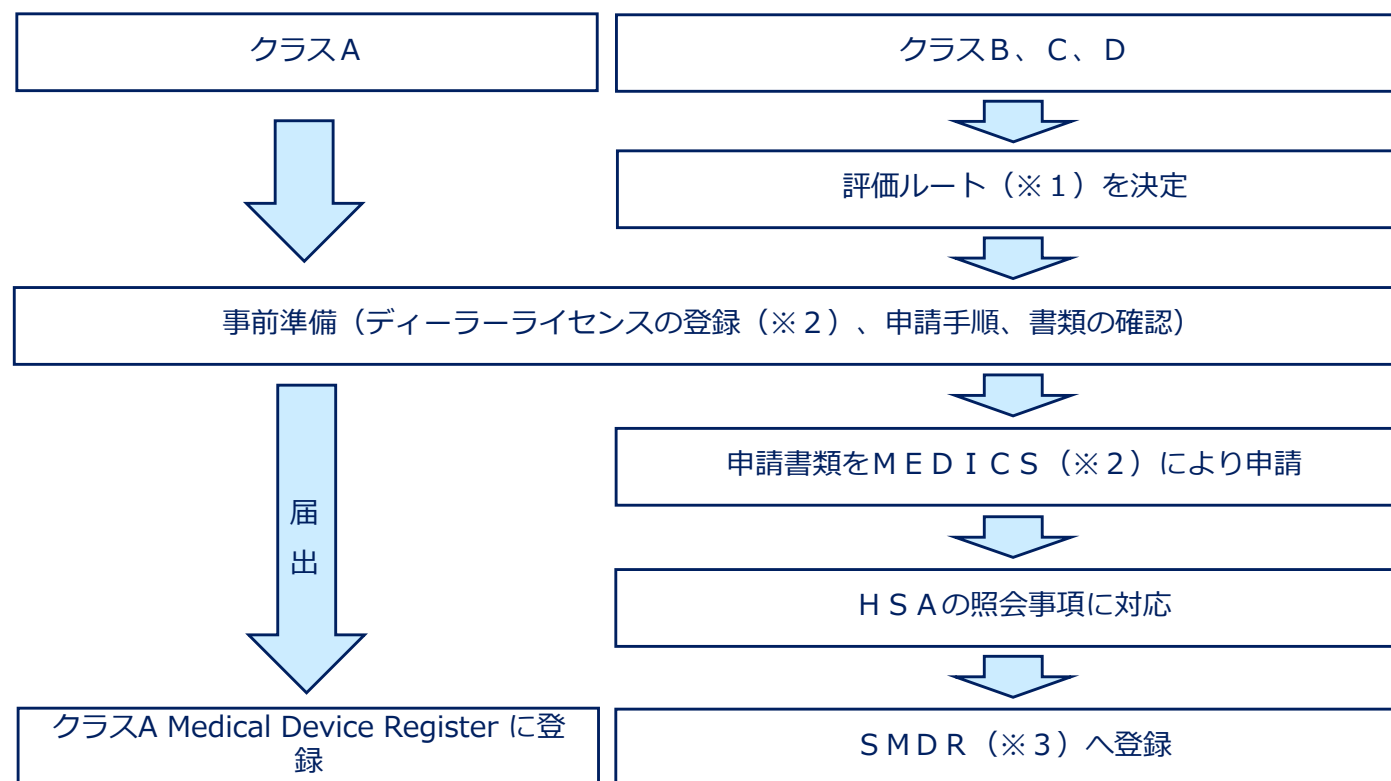 クラスＡ
クラスＢ、Ｃ、Ｄ
評価ルート（※１）を決定
事前準備（ディーラーライセンスの登録（※２）、申請手順、書類の確認）
申請書類をＭＥＤＩＣＳ（※２）により申請
届
出
ＨＳＡの照会事項に対応
クラスA Medical Device Register に登
録
ＳＭＤＲ（※３）へ登録